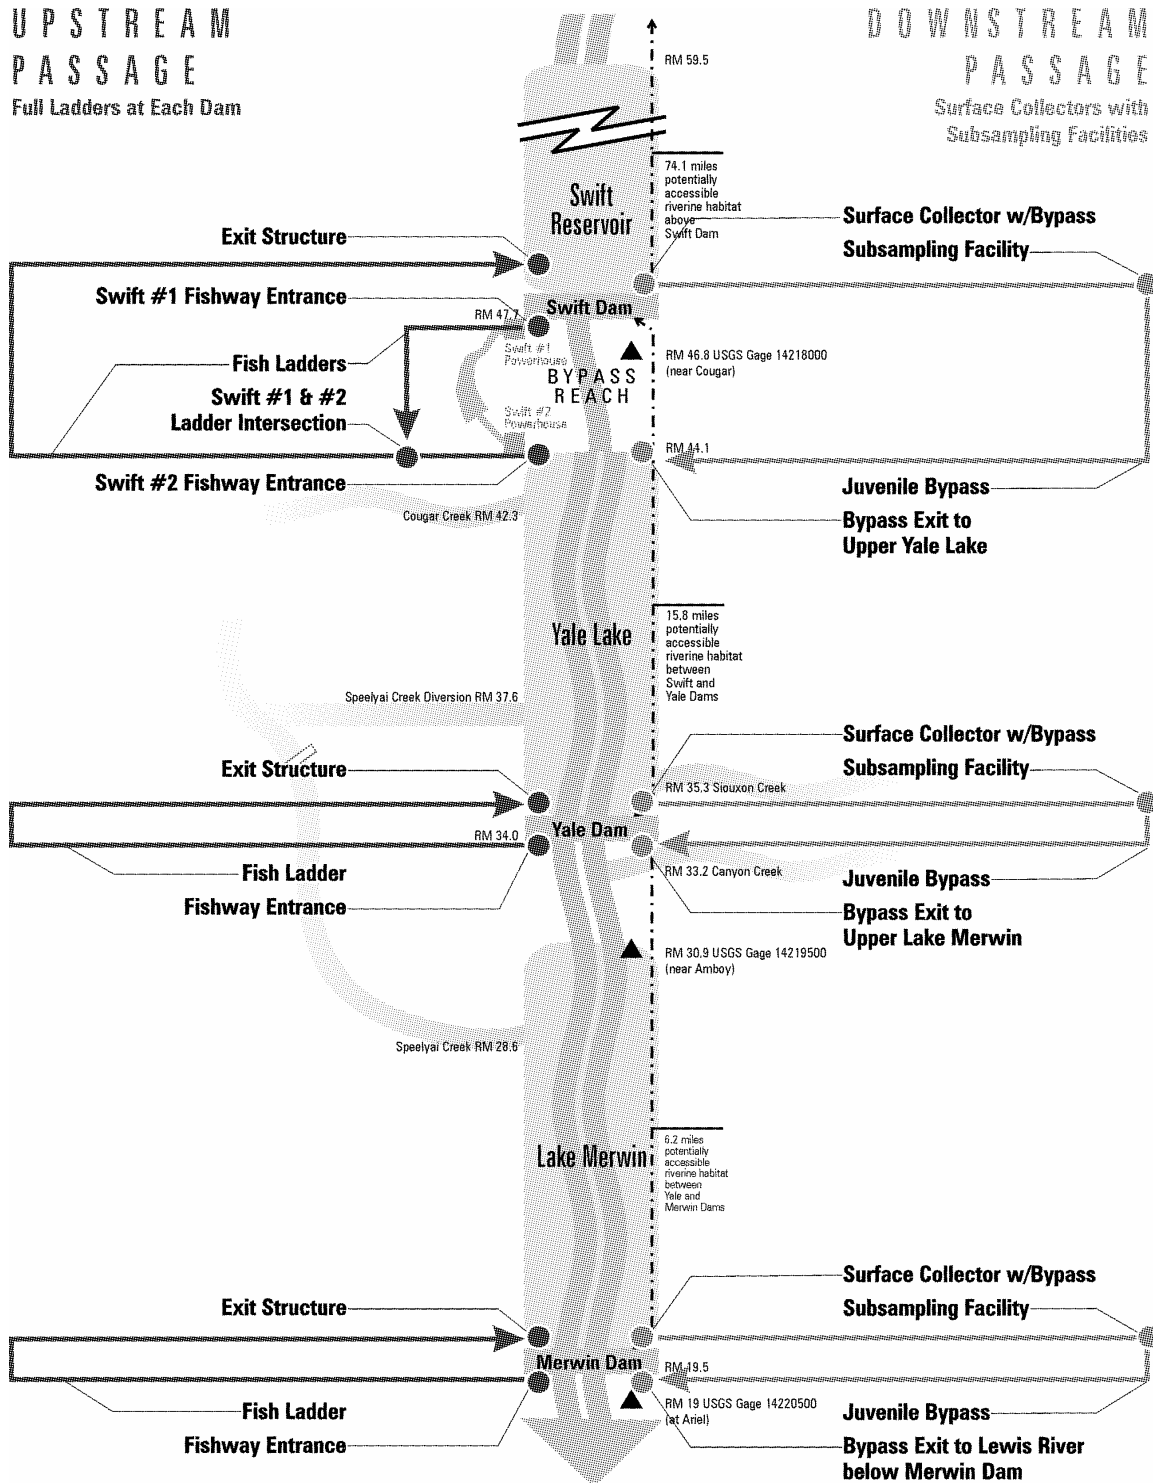 UPSTREAM
PASSAGE
Full Ladders at Each Dam
DOWNSTREAM
PASSAGE
Surface Collectors with
Subsampling Facilities
RM 59.5
74.1 miles
potentially
accessible
riverine habitat
above
Swift Dam
Swift
Reservoir
Surface Collector w/Bypass
Exit Structure
Subsampling Facility
Swift #1 Fishway Entrance
Swift Dam
RM 47.7
Swift #1
Powerhouse
RM 46.8 USGS Gage 14218000
(near Cougar)
Fish Ladders
BYPASS
REACH
Swift #1 & #2
Ladder Intersection
Swift #2
Powerhouse
RM 44.1
Swift #2 Fishway Entrance
Juvenile Bypass
Cougar Creek RM 42.3
Bypass Exit to
Upper Yale Lake
15.8 miles
potentially
accessible
riverine habitat
between
Swift and
Yale Dams
Yale Lake
Speelyai Creek Diversion RM 37.6
Surface Collector w/Bypass
Exit Structure
Subsampling Facility
RM 35.3 Siouxon Creek
Yale Dam
RM 34.0
Fish Ladder
RM 33.2 Canyon Creek
Juvenile Bypass
Fishway Entrance
Bypass Exit to
Upper Lake Merwin
RM 30.9 USGS Gage 14219500
(near Amboy)
Speelyai Creek RM 28.6
6.2 miles
potentially
accessible
riverine habitat
between
Yale and
Merwin Dams
Lake Merwin
Surface Collector w/Bypass
Exit Structure
Subsampling Facility
Merwin Dam
RM 19.5
RM 19 USGS Gage 14220500
(at Ariel)
Fish Ladder
Juvenile Bypass
Fishway Entrance
Bypass Exit to Lewis River
below Merwin Dam